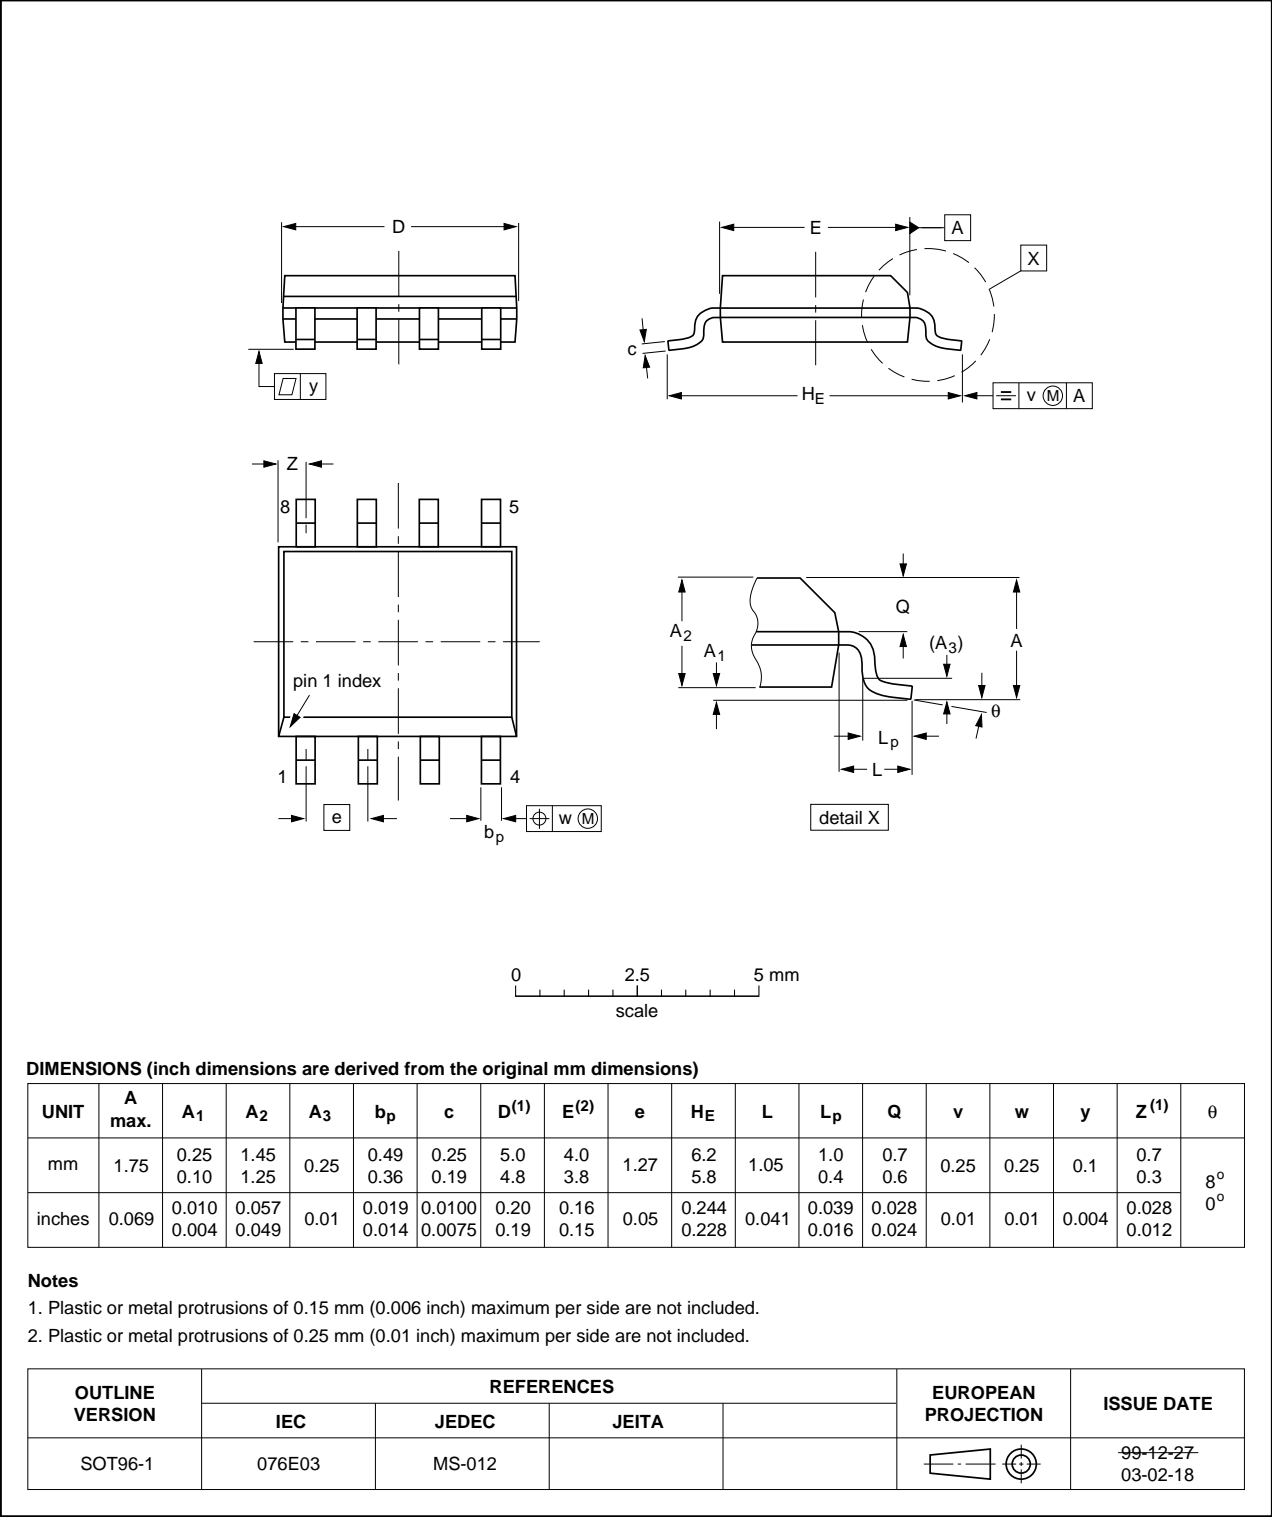 D
E
A
X
c
y
HE
v M A
Z
8
5
pin 1 index
1
4
e
bp
w M
A2
A1
Q
(A3)
A
θ
Lp
L
detail X
0 2.5 5 mm
scale
DIMENSIONS (inch dimensions are derived from the original mm dimensions)
UNIT A max. A1 A2 A3 bp c D(1) E(2) e HE L Lp Q v w y Z(1) θ
mm 1.75 0.25 0.10 1.45 1.25 0.25 0.49 0.36 0.25 0.19 5.0 4.8 4.0 3.8 1.27 6.2 5.8 1.05 1.0 0.4 0.7 0.6 0.25 0.25 0.1 0.7 0.3 8o 0o
inches 0.069 0.010 0.004 0.057 0.049 0.01 0.019 0.014 0.0100 0.0075 0.20 0.19 0.16 0.15 0.05 0.244 0.228 0.041 0.039 0.016 0.028 0.024 0.01 0.01 0.004 0.028 0.012
Notes
1. Plastic or metal protrusions of 0.15 mm (0.006 inch) maximum per side are not included.
2. Plastic or metal protrusions of 0.25 mm (0.01 inch) maximum per side are not included.
OUTLINE VERSION REFERENCES EUROPEAN PROJECTION ISSUE DATE
IEC JEDEC JEITA
SOT96-1 076E03 MS-012 99-12-27
03-02-18